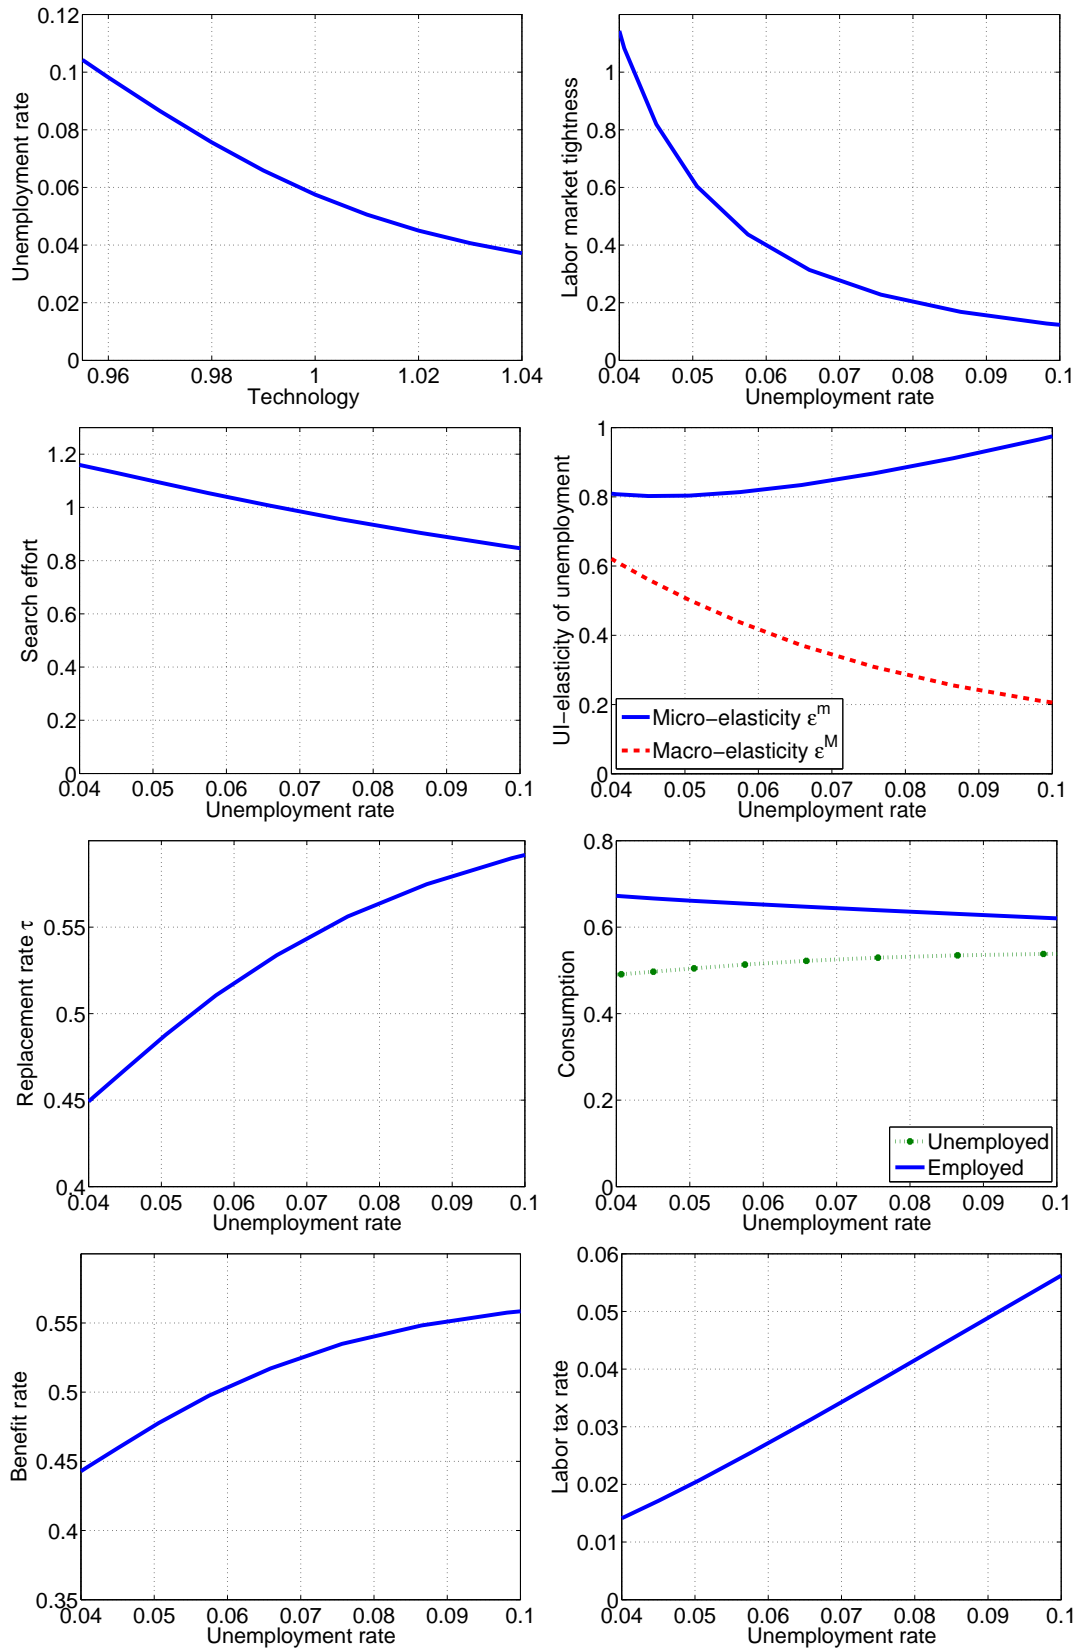 0.12
0.1
0.08
0.06
0.04
0.02
0
Unemployment rate
0.96 0.98 1 1.02 1.04
Technology
1
0.8
0.6
0.4
0.2
0
Labor market tightness
0.04 0.05 0.06 0.07 0.08 0.09 0.1
Unemployment rate
1.2
1
0.8
0.6
0.4
0.2
0
Search effort
0.04 0.05 0.06 0.07 0.08 0.09 0.1
Unemployment rate
1
0.8
0.6
0.4
0.2
0
UI−elasticity of unemployment
Micro−elasticity ε^m
Macro−elasticity ε^M
0.04 0.05 0.06 0.07 0.08 0.09 0.1
Unemployment rate
0.55
0.5
0.45
0.4
Replacement rate τ
0.04 0.05 0.06 0.07 0.08 0.09 0.1
Unemployment rate
0.8
0.6
0.4
0.2
0
Consumption
Unemployed
Employed
0.04 0.05 0.06 0.07 0.08 0.09 0.1
Unemployment rate
0.55
0.5
0.45
0.4
0.35
Benefit rate
0.04 0.05 0.06 0.07 0.08 0.09 0.1
Unemployment rate
0.06
0.05
0.04
0.03
0.02
0.01
0
Labor tax rate
0.04 0.05 0.06 0.07 0.08 0.09 0.1
Unemployment rate